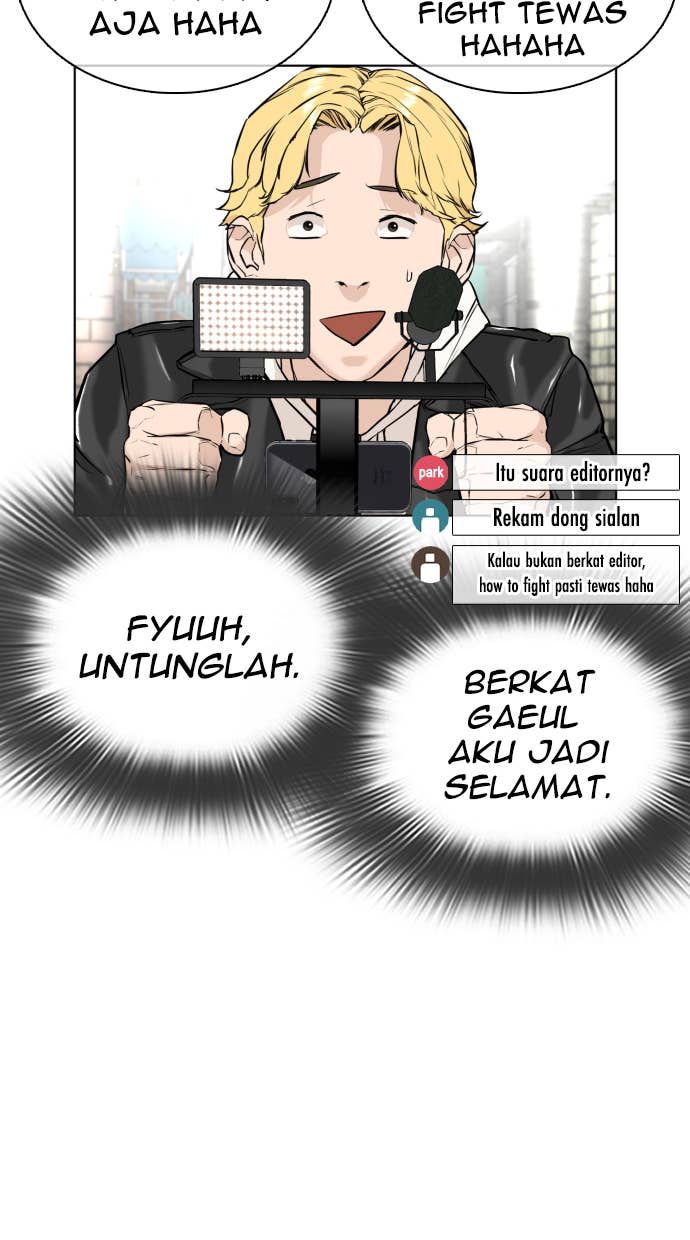 AJA HAHA
FIGHT TEWAS
HAHAHA
park
Itu suara editornya?
Rekam dong sialan
Kalau bukan berkat editor,
how to fight pasti tewas haha
FYUUH,
UNTUNGLAH.
BERKAT
GAEUL
AKU JADI
SELAMAT.